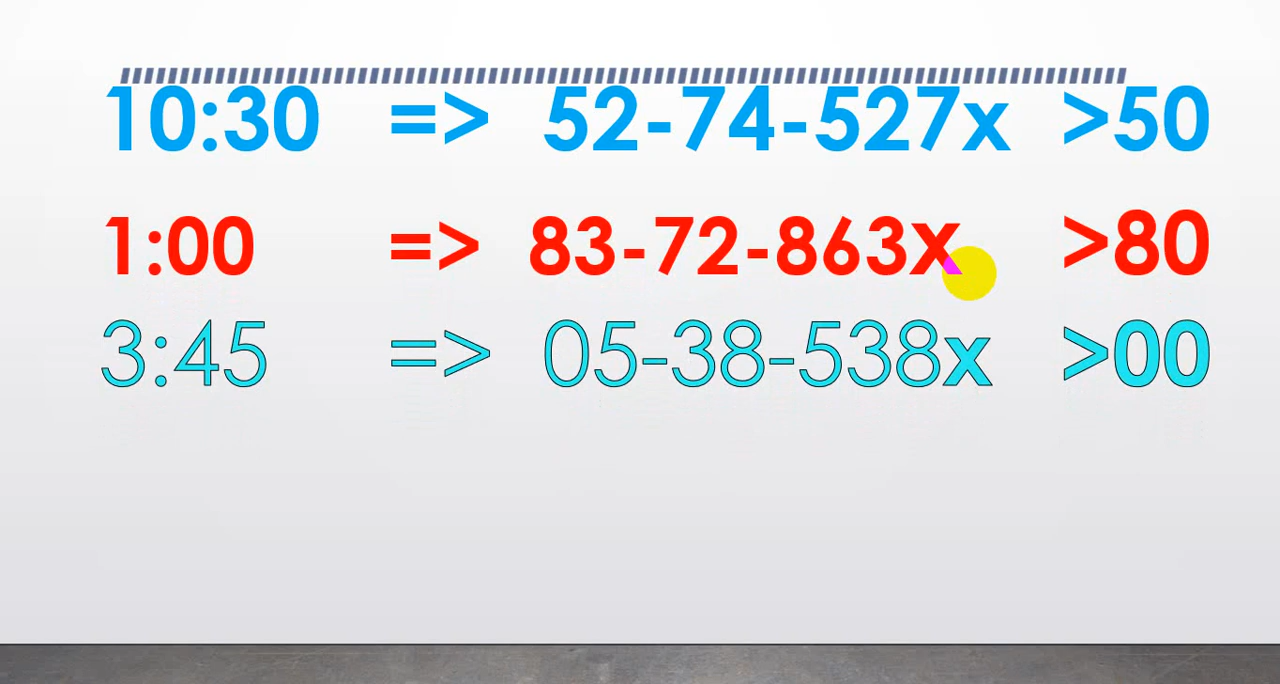 10:30 => 52-74-527x >50
1:00 => 83-72-863x >80
3:45 => 05-38-538x >00